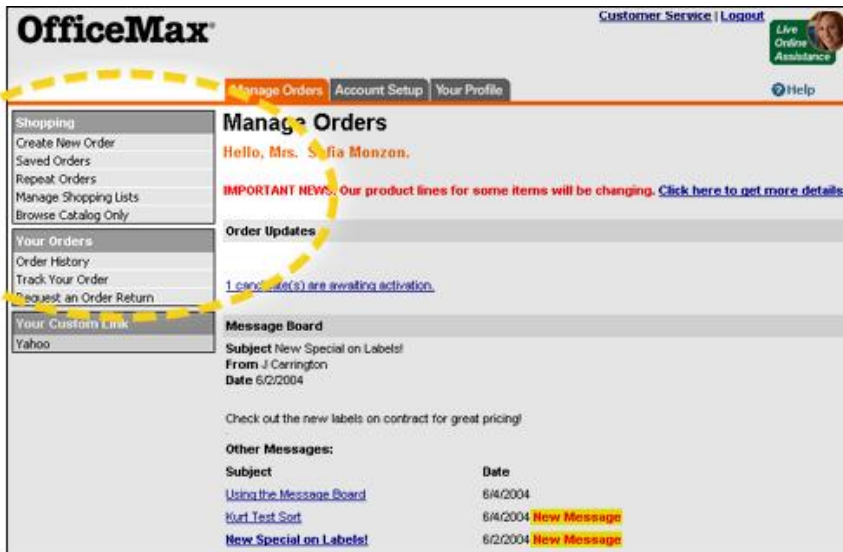 OfficeMax
Customer Service | Logout
Live
Online
Assistance
Manage Orders Account Setup Your Profile
Help
Shopping
Create New Order
Saved Orders
Repeat Orders
Manage Shopping Lists
Browse Catalog Only
Your Orders
Order History
Track Your Order
Request an Order Return
Your Custom Link
Yahoo
Manage Orders
Hello, Mrs. Sofia Monzon.
IMPORTANT NEWS. Our product lines for some items will be changing. Click here to get more details
Order Updates
1 candidate(s) are awaiting activation.
Message Board
Subject New Special on Labels!
From J Carrington
Date 6/2/2004
Check out the new labels on contract for great pricing!
Other Messages:
Subject Date
Using the Message Board 6/4/2004
Kurt Test Sort 6/4/2004 New Message
New Special on Labels! 6/2/2004 New Message